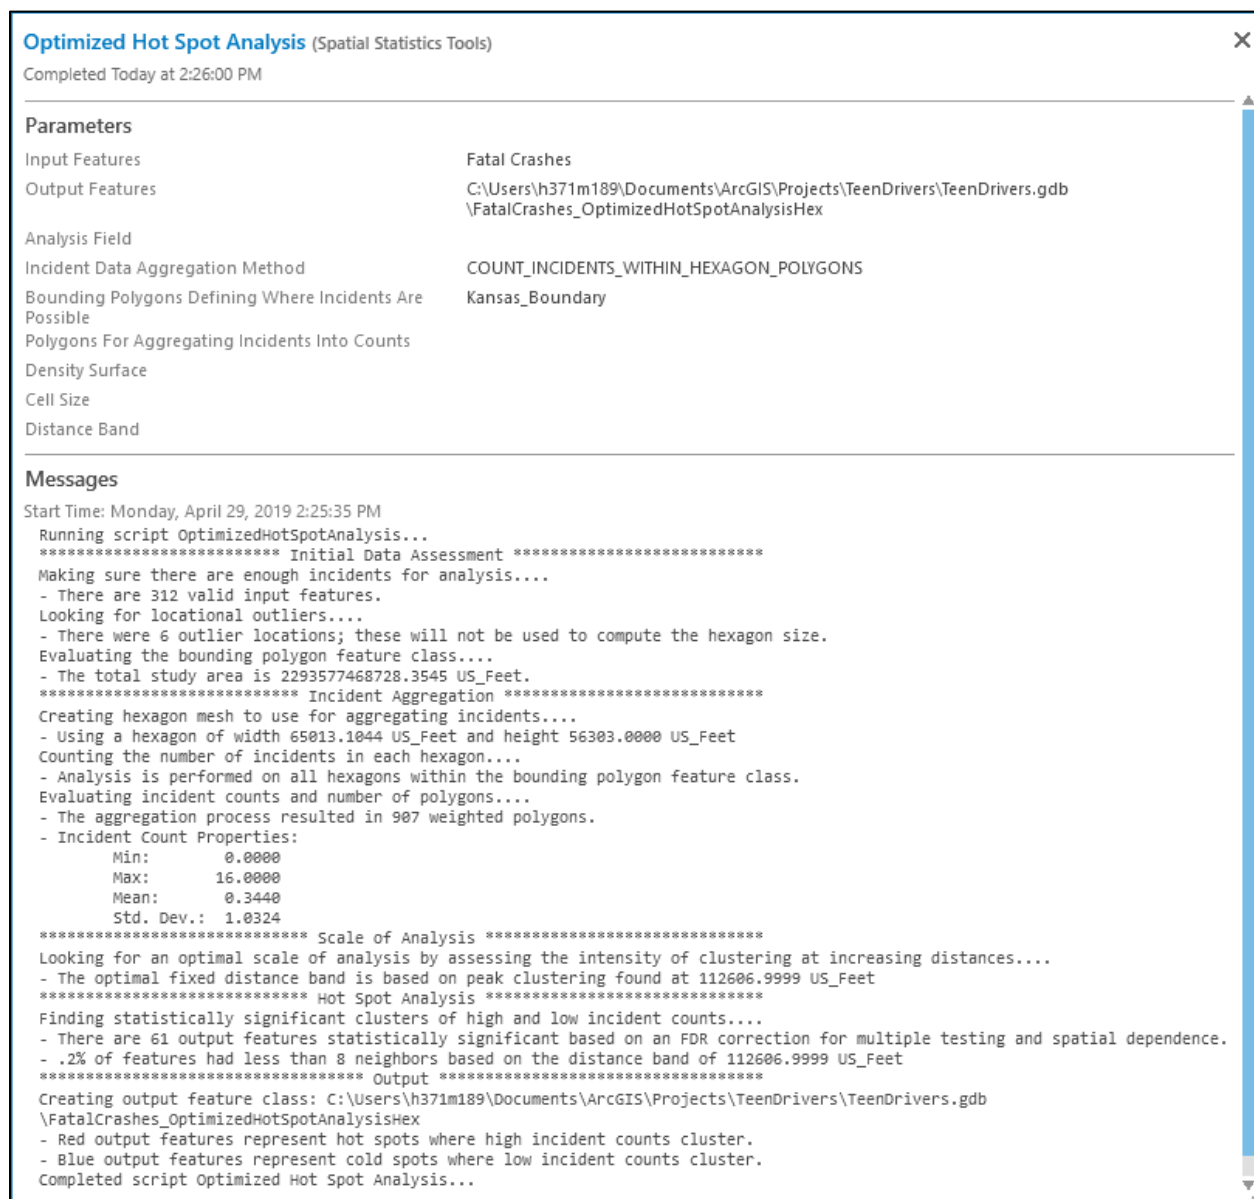 Optimized Hot Spot Analysis (Spatial Statistics Tools)
Completed Today at 2:26:00 PM
Parameters
Input Features Fatal Crashes
Output Features C:\Users\h371m189\Documents\ArcGIS\Projects\TeenDrivers\TeenDrivers.gdb
\FatalCrashes_OptimizedHotSpotAnalysisHex
Analysis Field
Incident Data Aggregation Method COUNT_INCIDENTS_WITHIN_HEXAGON_POLYGONS
Bounding Polygons Defining Where Incidents Are Kansas_Boundary
Possible
Polygons For Aggregating Incidents Into Counts
Density Surface
Cell Size
Distance Band
Messages
Start Time: Monday, April 29, 2019 2:25:35 PM
Running script OptimizedHotSpotAnalysis...
************************** Initial Data Assessment ***************************
Making sure there are enough incidents for analysis....
- There are 312 valid input features.
Looking for locational outliers....
- There were 6 outlier locations; these will not be used to compute the hexagon size.
Evaluating the bounding polygon feature class....
- The total study area is 2293577468728.3545 US_Feet.
**************************** Incident Aggregation ****************************
Creating hexagon mesh to use for aggregating incidents....
- Using a hexagon of width 65013.1044 US_Feet and height 56303.0000 US_Feet
Counting the number of incidents in each hexagon....
- Analysis is performed on all hexagons within the bounding polygon feature class.
Evaluating incident counts and number of polygons....
- The aggregation process resulted in 907 weighted polygons.
- Incident Count Properties:
Min: 0.0000
Max: 16.0000
Mean: 0.3440
Std. Dev.: 1.0324
***************************** Scale of Analysis ******************************
Looking for an optimal scale of analysis by assessing the intensity of clustering at increasing distances....
- The optimal fixed distance band is based on peak clustering found at 112606.9999 US_Feet
***************************** Hot Spot Analysis ******************************
Finding statistically significant clusters of high and low incident counts....
- There are 61 output features statistically significant based on an FDR correction for multiple testing and spatial dependence.
- .2% of features had less than 8 neighbors based on the distance band of 112606.9999 US_Feet
*********************************** Output ***********************************
Creating output feature class: C:\Users\h371m189\Documents\ArcGIS\Projects\TeenDrivers\TeenDrivers.gdb
\FatalCrashes_OptimizedHotSpotAnalysisHex
- Red output features represent hot spots where high incident counts cluster.
- Blue output features represent cold spots where low incident counts cluster.
Completed script Optimized Hot Spot Analysis...